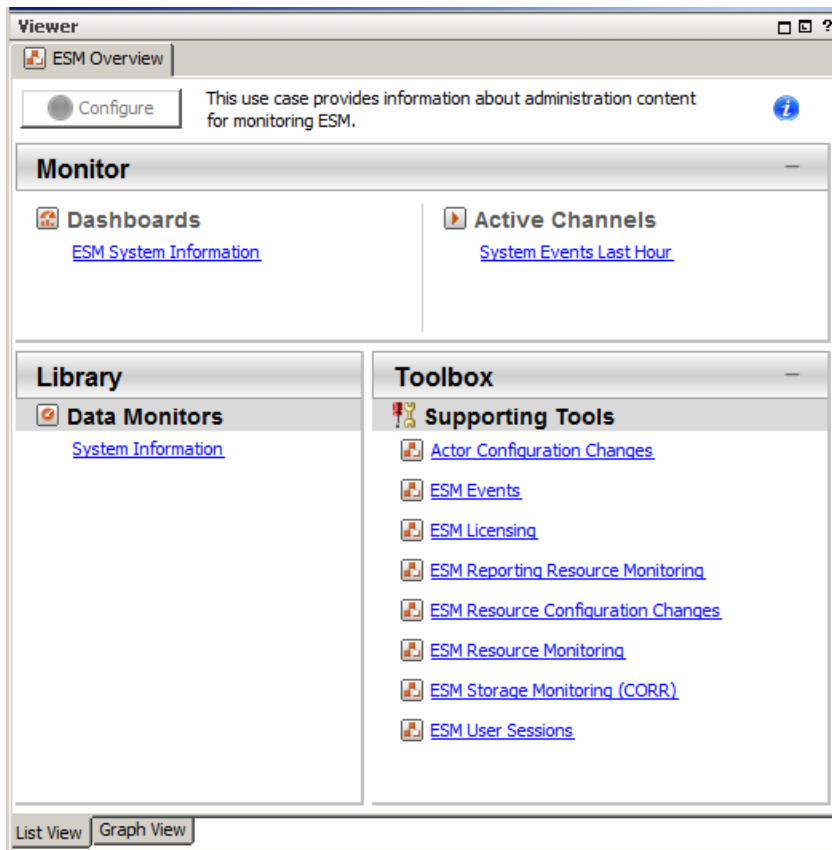 Viewer
?
ESM Overview
Configure
This use case provides information about administration content
for monitoring ESM.
i
Monitor
Dashboards
ESM System Information
Active Channels
System Events Last Hour
Library
Data Monitors
System Information
Toolbox
Supporting Tools
Actor Configuration Changes
ESM Events
ESM Licensing
ESM Reporting Resource Monitoring
ESM Resource Configuration Changes
ESM Resource Monitoring
ESM Storage Monitoring (CORR)
ESM User Sessions
List View
Graph View